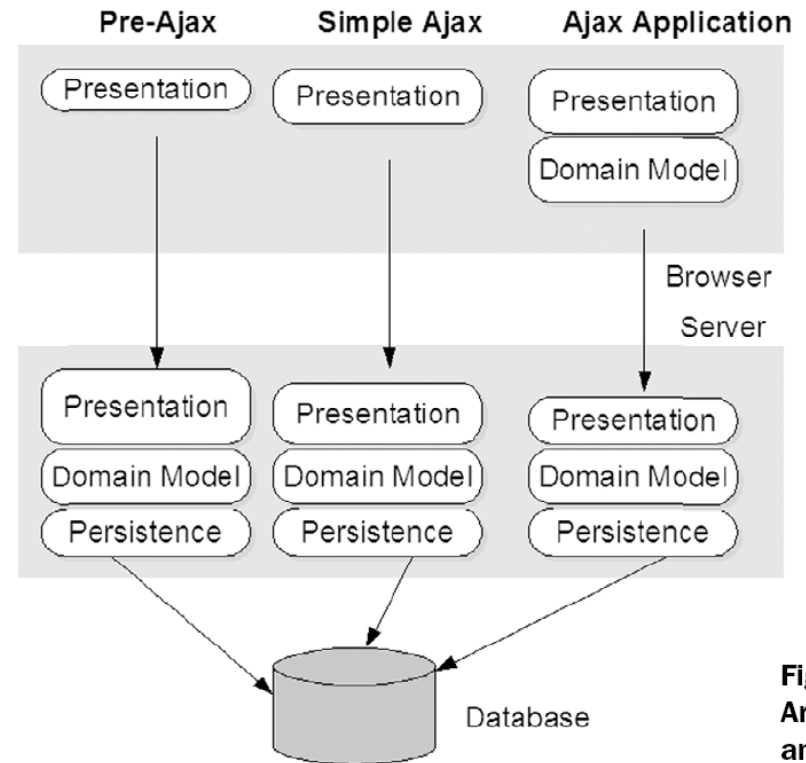 Pre-Ajax Simple Ajax Ajax Application
Presentation Presentation Presentation
Domain Model
Browser
Server
Presentation Presentation Presentation
Domain Model Domain Model Domain Model
Persistence Persistence Persistence
Database